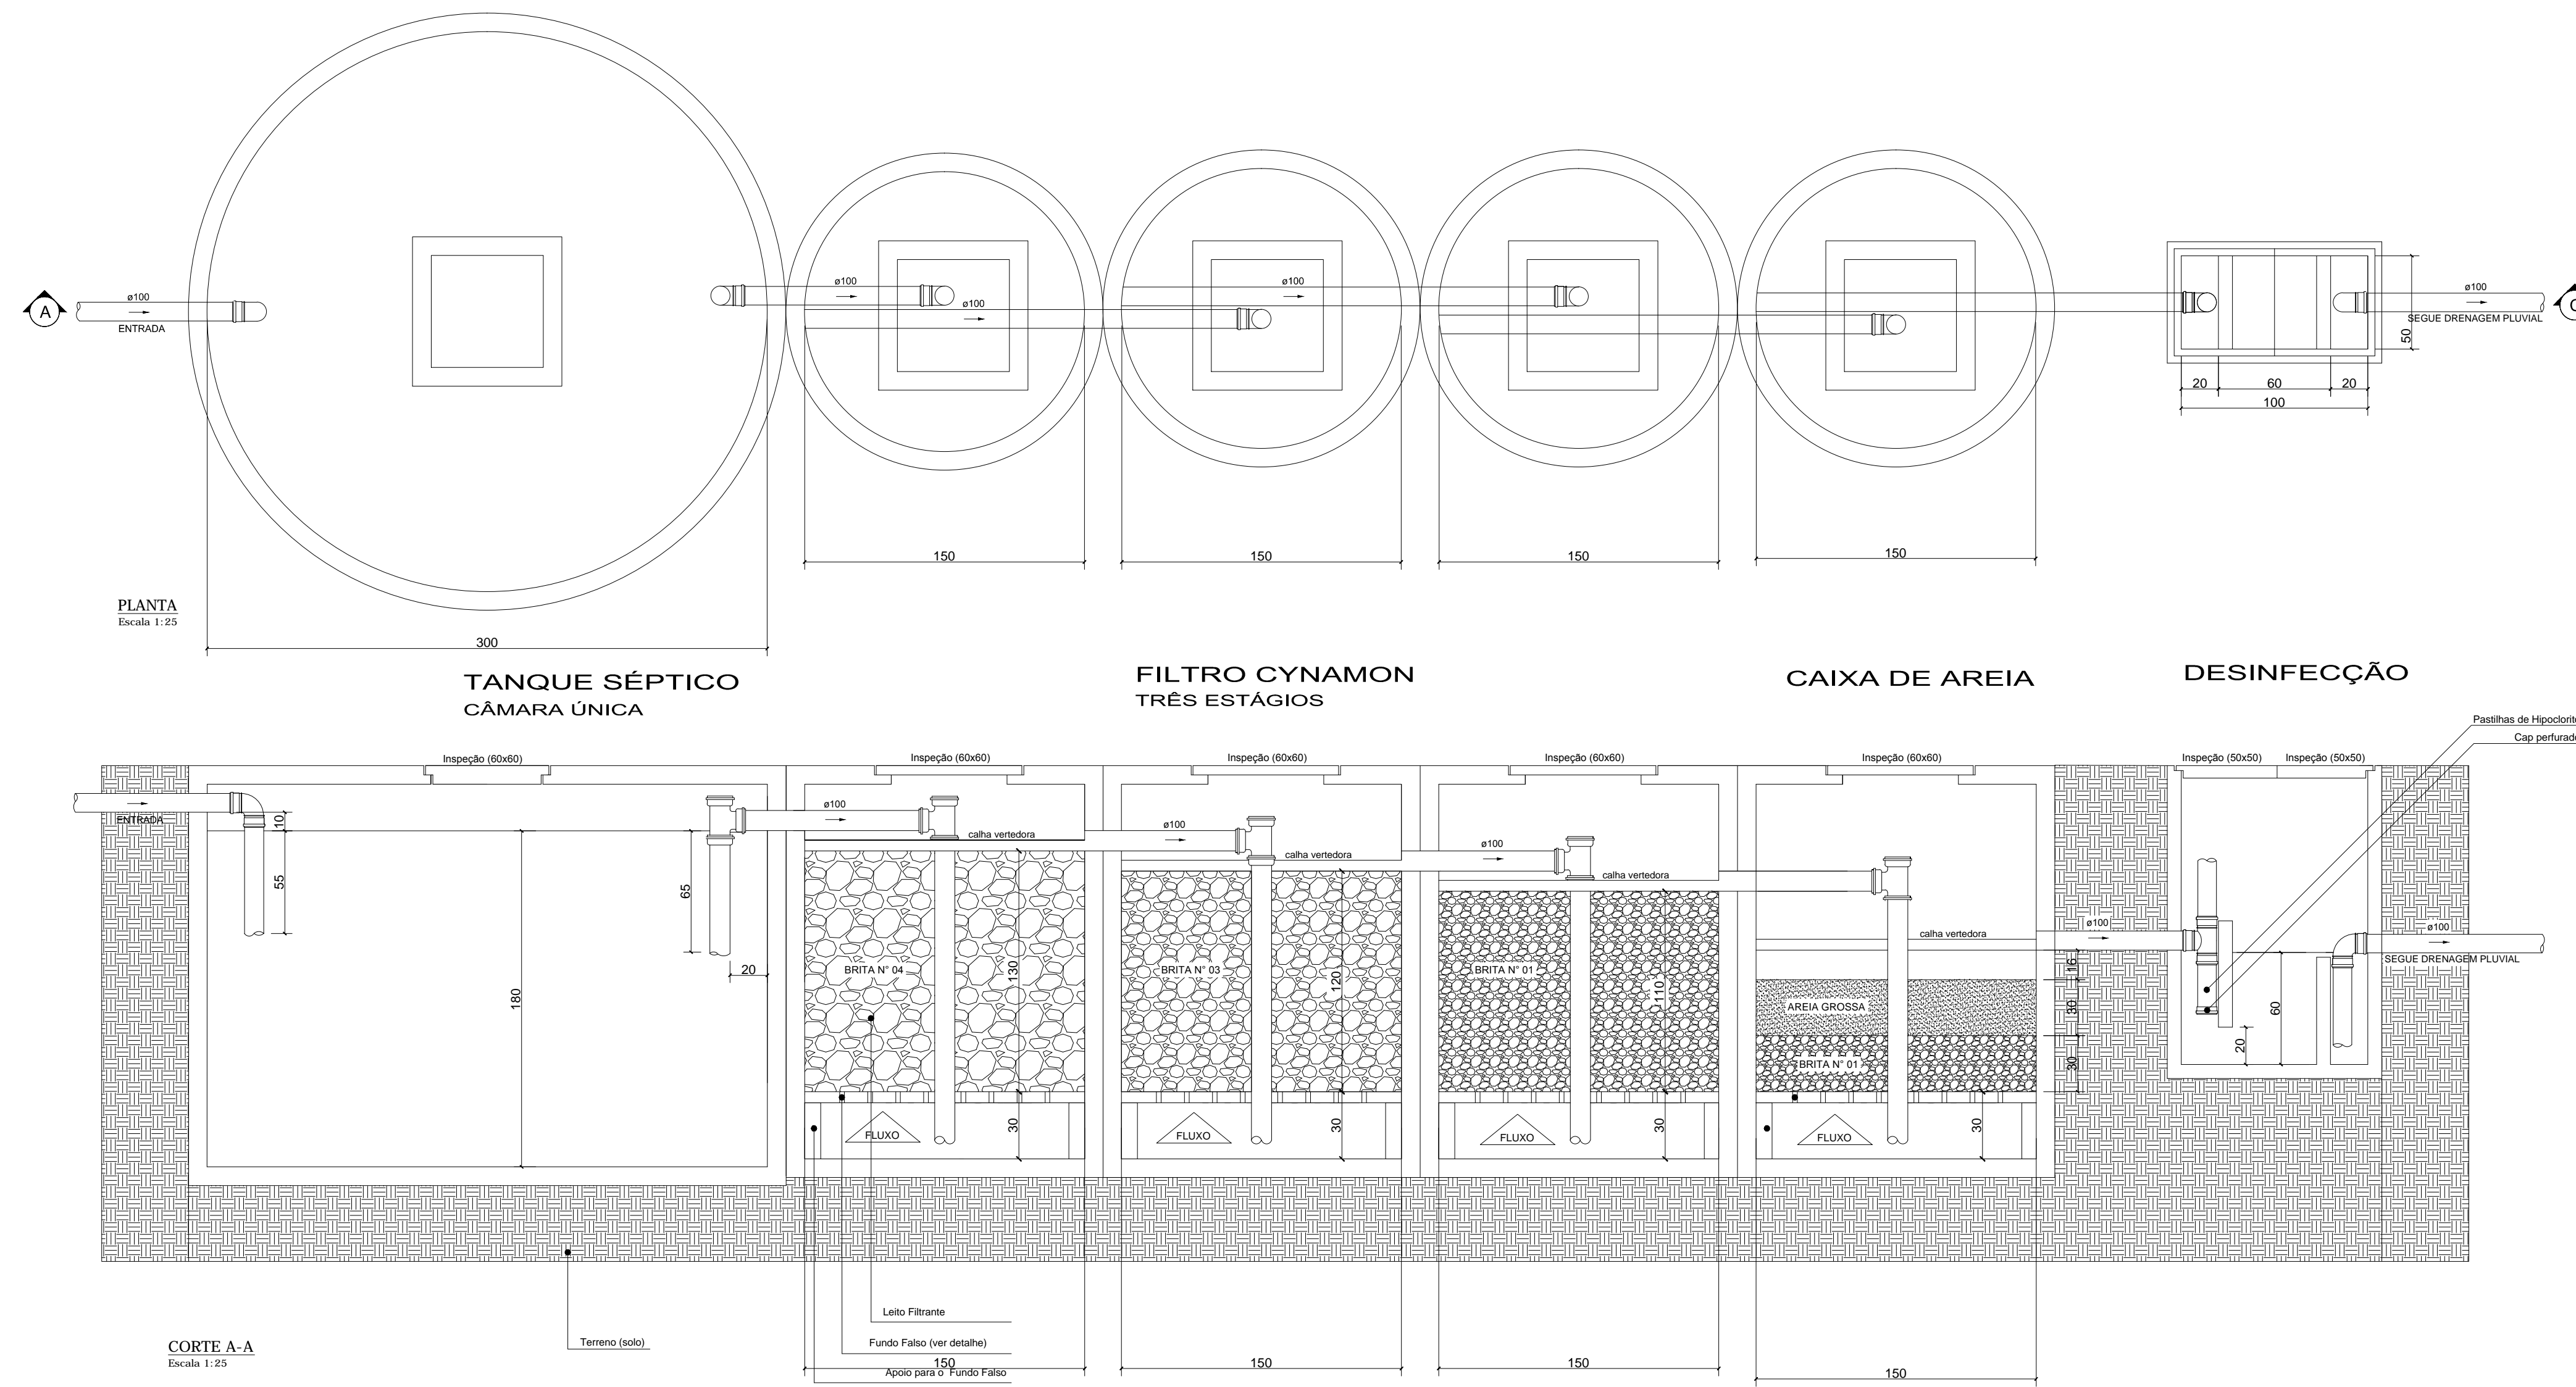 A
ø100
ENTRADA
ø100
ø100
ø100
ø100
SEGUE DRENAGEM PLUVIAL
50
20
60
20
100
150
150
150
150
300
PLANTA
Escala 1:25
TANQUE SÉPTICO
CÂMARA ÚNICA
FILTRO CYNAMON
TRÊS ESTÁGIOS
CAIXA DE AREIA
DESINFECÇÃO
Pastilhas de Hipoclorit
Cap perfurad
Inspeção (60x60)
Inspeção (60x60)
Inspeção (60x60)
Inspeção (60x60)
Inspeção (60x60)
Inspeção (50x50)
Inspeção (50x50)
ENTRADA
10
55
180
65
20
ø100
calha vertedora
ø100
calha vertedora
ø100
calha vertedora
calha vertedora
ø100
ø100
SEGUE DRENAGEM PLUVIAL
BRITA N° 04
130
BRITA N° 03
120
BRITA N° 01
110
AREIA GROSSA
BRITA N° 01
16
30
30
60
20
FLUXO
30
FLUXO
30
FLUXO
30
FLUXO
30
Leito Filtrante
Terreno (solo)
Fundo Falso (ver detalhe)
Apoio para o Fundo Falso
150
150
150
150
CORTE A-A
Escala 1:25